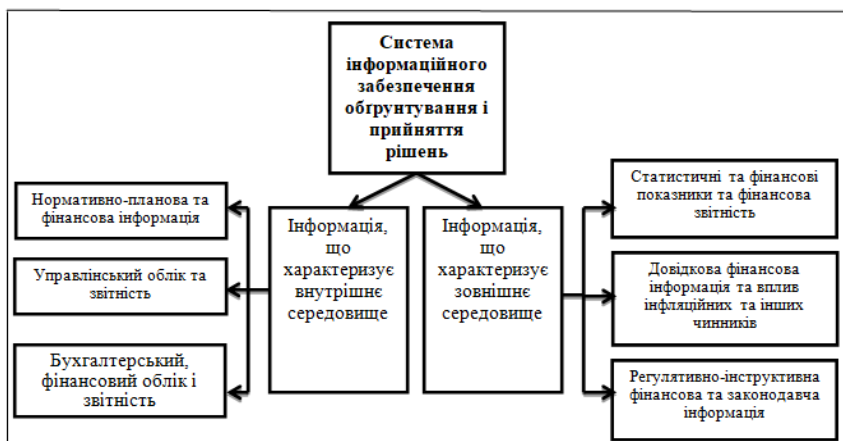 Система
інформаційного
забезпечення
обґрунтування і
прийняття
рішень
Нормативно-планова та
фінансова інформація
Управлінський облік та
звітність
Бухгалтерський,
фінансовий облік і
звітність
Інформація,
що
характеризує
внутрішнє
середовище
Інформація,
що
характеризує
зовнішнє
середовище
Статистичні та фінансові
показники та фінансова
звітність
Довідкова фінансова
інформація та вплив
інфляційних та інших
чинників
Регулятивно-інструктивна
фінансова та законодавча
інформація